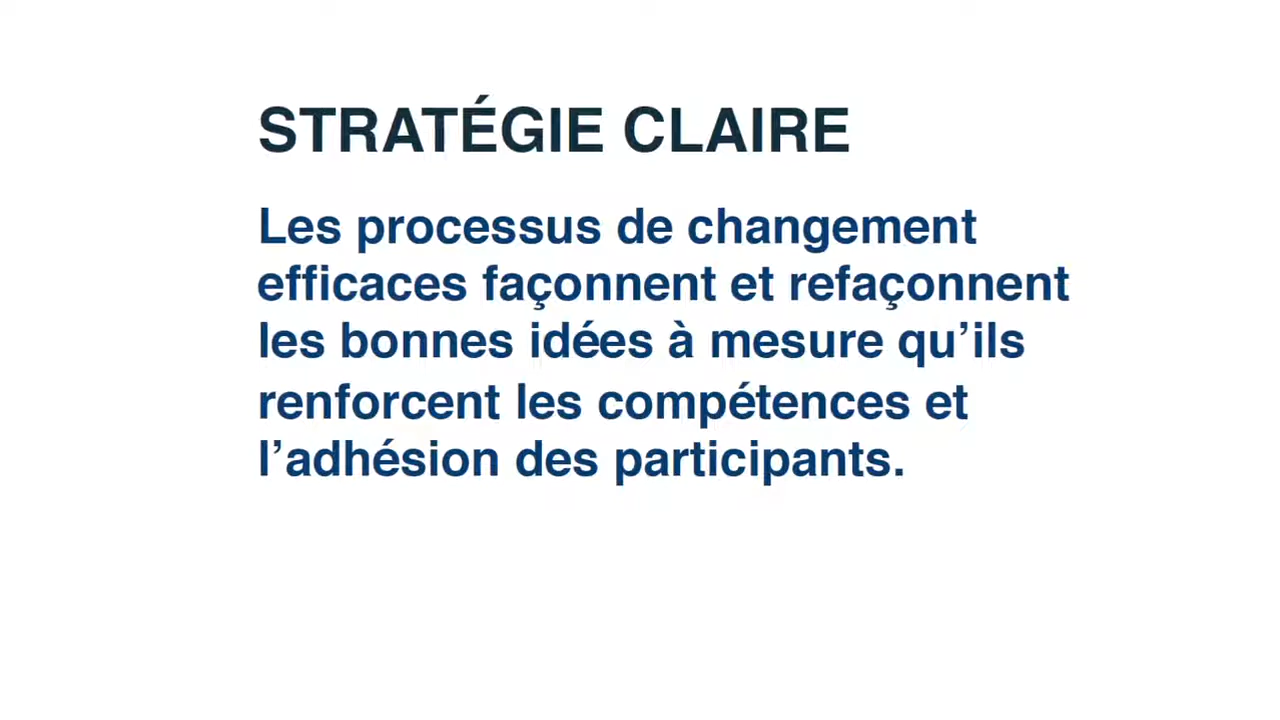 STRATÉGIE CLAIRE
Les processus de changement
efficaces façonnent et refaçonnent
les bonnes idées à mesure qu’ils
renforcent les compétences et
l’adhésion des participants.